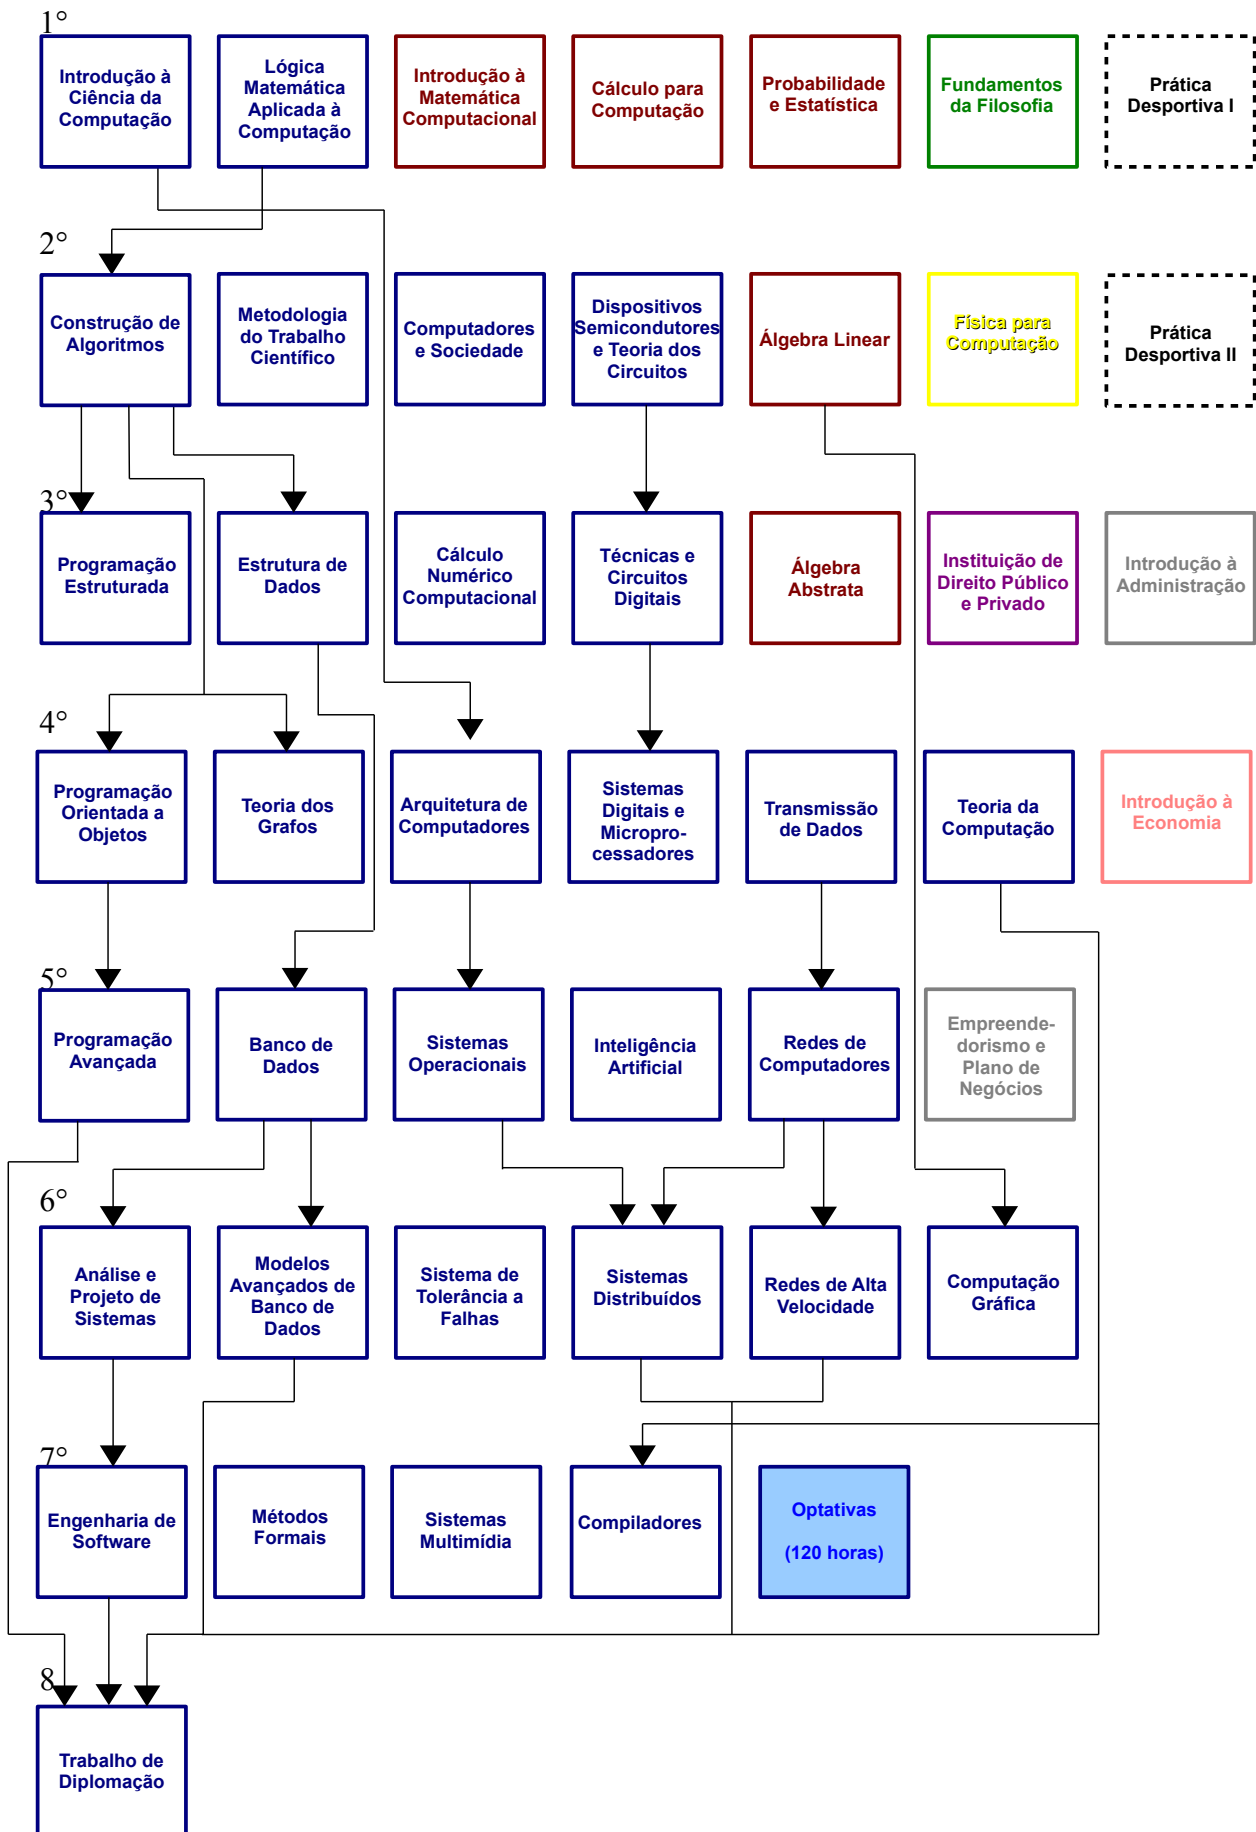 1°
Introdução à
Ciência da
Computação
Lógica
Matemática
Aplicada à
Computação
Introdução à
Matemática
Computacional
Cálculo para
Computação
Probabilidade
e Estatística
Fundamentos
da Filosofia
Prática
Desportiva I
2°
Construção de
Algoritmos
Metodologia
do Trabalho
Científico
Computadores
e Sociedade
Dispositivos
Semicondutores
e Teoria dos
Circuitos
Álgebra Linear
Física para
Computação
Prática
Desportiva II
3°
Programação
Estruturada
Estrutura de
Dados
Cálculo
Numérico
Computacional
Técnicas e
Circuitos
Digitais
Álgebra
Abstrata
Instituição de
Direito Público
e Privado
Introdução à
Administração
4°
Programação
Orientada a
Objetos
Teoria dos
Grafos
Arquitetura de
Computadores
Sistemas
Digitais e
Micropro-
cessadores
Transmissão
de Dados
Teoria da
Computação
Introdução à
Economia
5°
Programação
Avançada
Banco de
Dados
Sistemas
Operacionais
Inteligência
Artificial
Redes de
Computadores
Empreende-
dorismo e
Plano de
Negócios
6°
Análise e
Projeto de
Sistemas
Modelos
Avançados de
Banco de
Dados
Sistema de
Tolerância a
Falhas
Sistemas
Distribuídos
Redes de Alta
Velocidade
Computação
Gráfica
7°
Engenharia de
Software
Métodos
Formais
Sistemas
Multimídia
Compiladores
Optativas
(120 horas)
8
Trabalho de
Diplomação